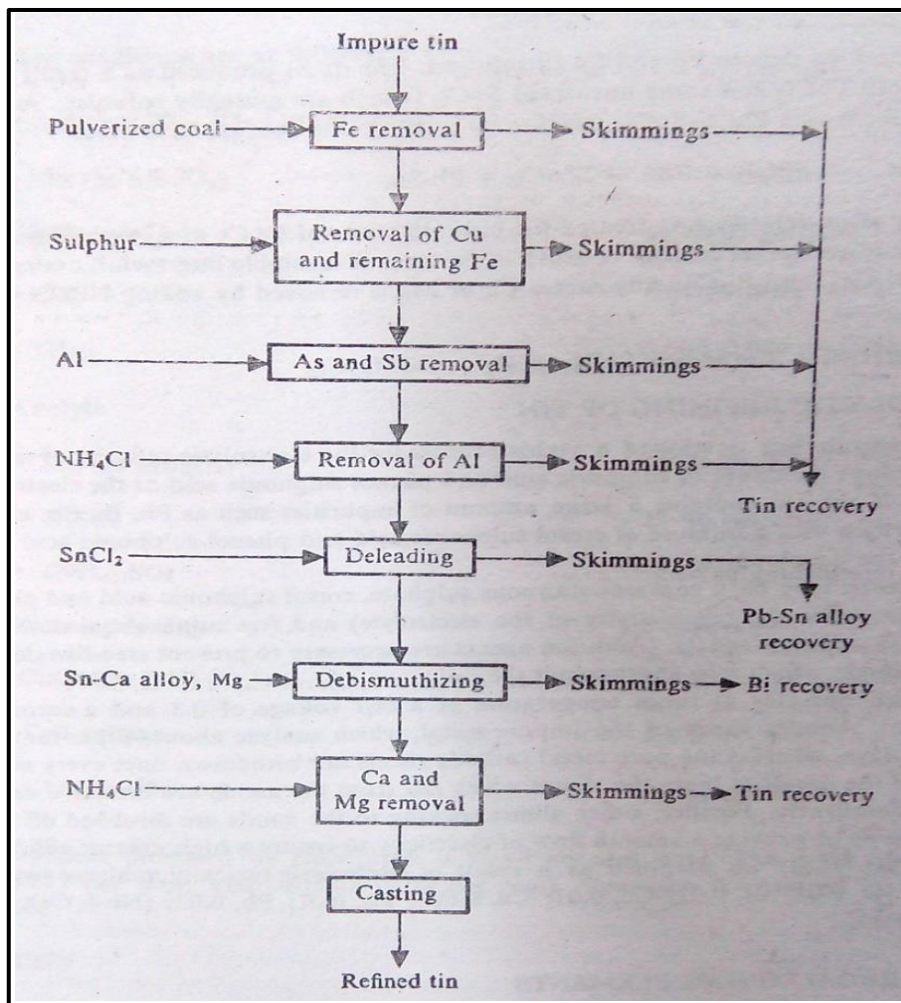 Impure tin
Pulverized coal Fe removal Skimmings
Sulphur Removal of Cu and remaining Fe Skimmings
Al As and Sb removal Skimmings
NH₄Cl Removal of Al Skimmings
Tin recovery
SnCl₂ Deleading Skimmings
Pb-Sn alloy
recovery
Sn-Ca alloy, Mg Debismuthizing Skimmings Bi recovery
NH₄Cl Ca and Mg removal Skimmings Tin recovery
Casting
Refined tin